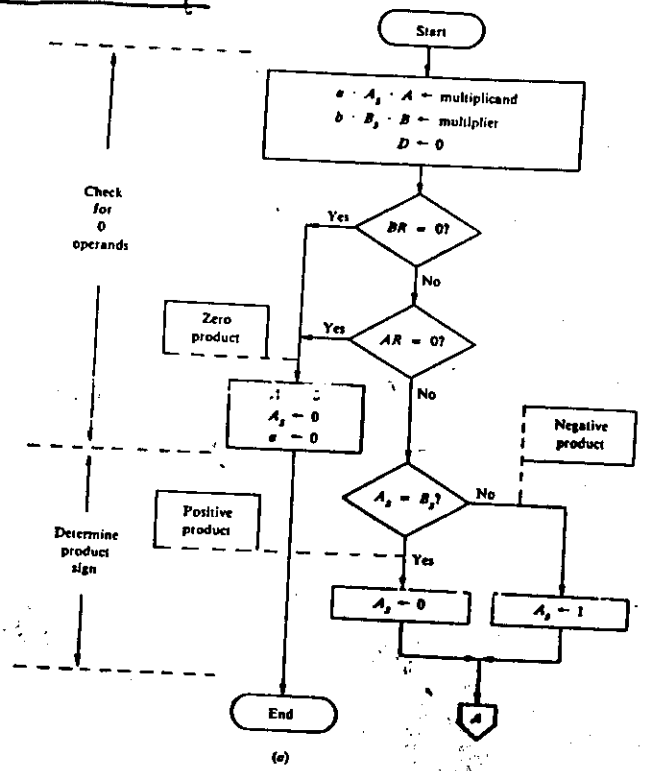 Start
a · A_s · A ← multiplicand
b · B_s · B ← multiplier
D ← 0
Check
for
0
operands
Yes
BR = 0?
No
Zero
product
Yes
AR = 0?
No
A_s ← 0
a ← 0
Negative
product
A_s = B_s?
No
Positive
product
Yes
Determine
product
sign
A_s ← 0
A_s ← 1
End
A
(a)